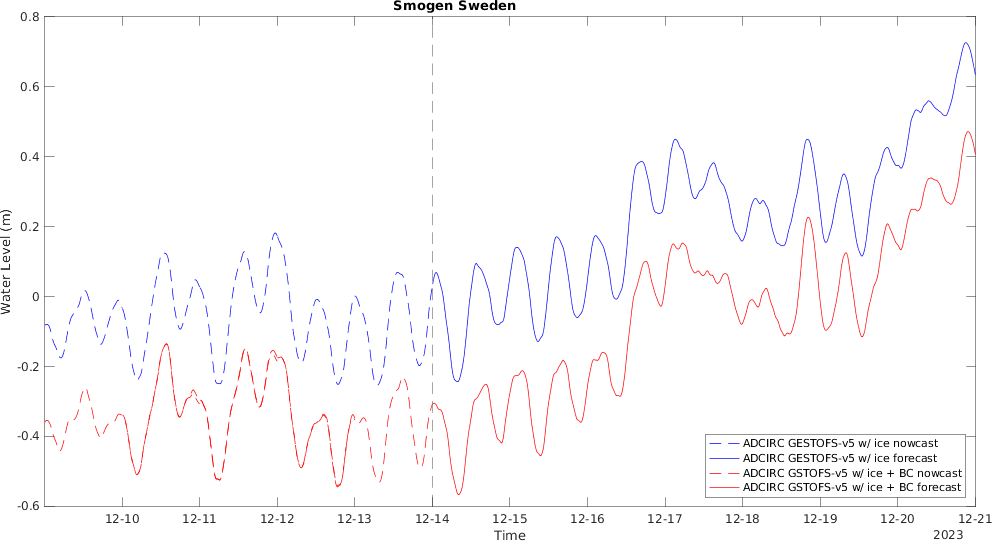 Smogen Sweden
Water Level (m)
0.8
0.6
0.4
0.2
0
-0.2
-0.4
-0.6
ADCIRC GESTOFS-v5 w/ ice nowcast
ADCIRC GESTOFS-v5 w/ ice forecast
ADCIRC GSTOFS-v5 w/ ice + BC nowcast
ADCIRC GSTOFS-v5 w/ ice + BC forecast
12-10 12-11 12-12 12-13 12-14 12-15 12-16 12-17 12-18 12-19 12-20 12-21
Time
2023